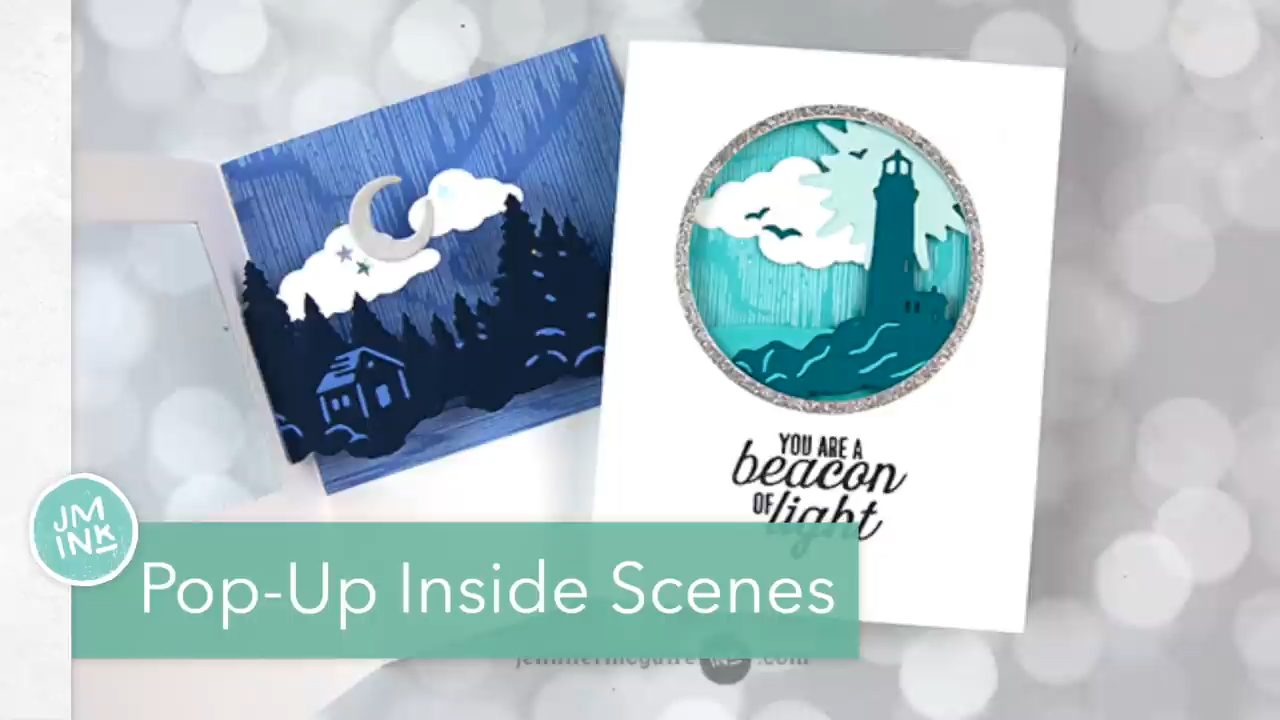 YOU ARE A
beacon
OF light
JM
INK
Pop-Up Inside Scenes